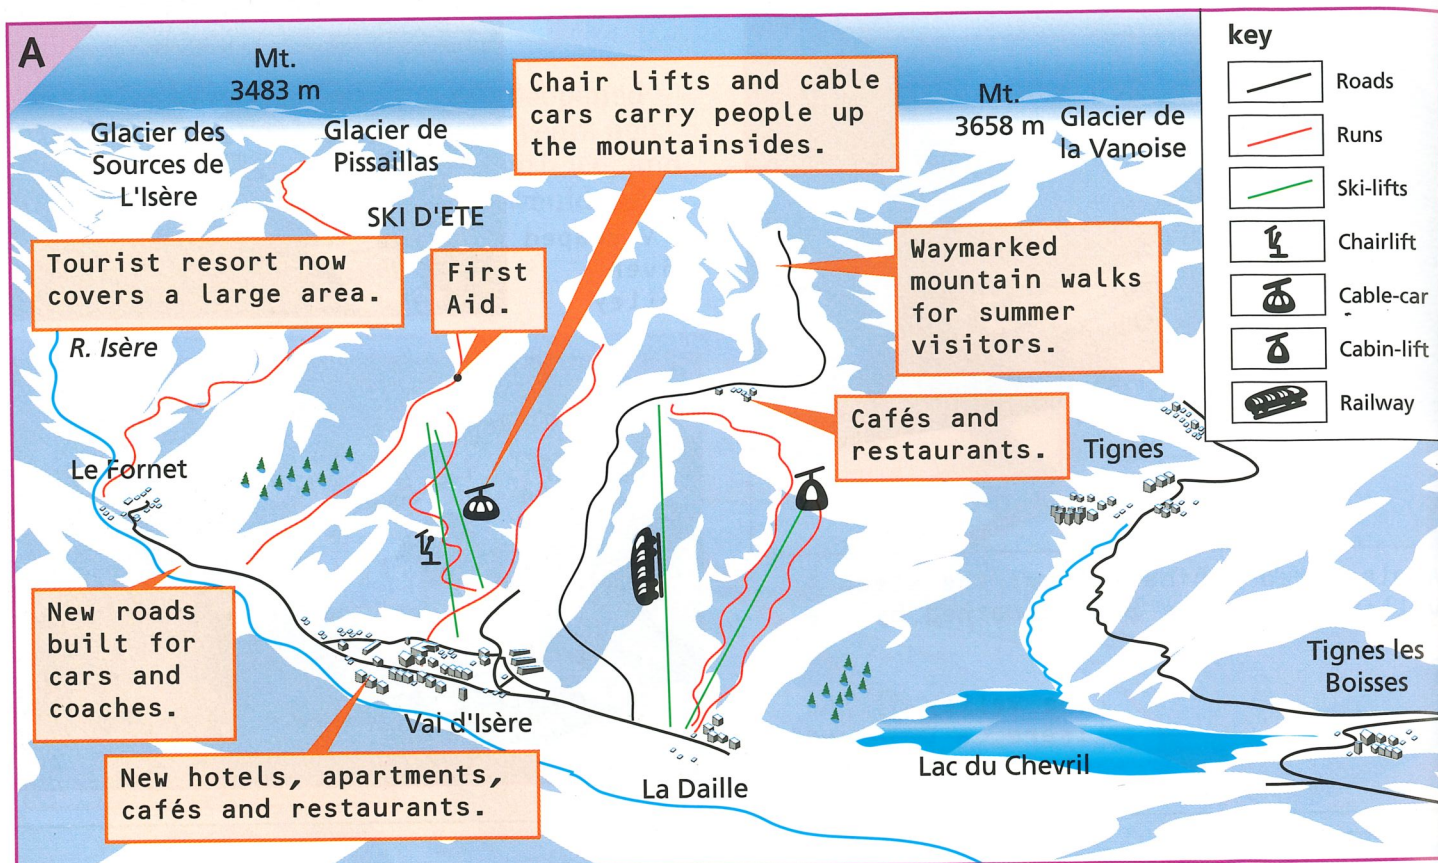 A
Mt.
3483 m
Glacier des
Sources de
L'Isère
Glacier de
Pissaillas
SKI D'ETE
Chair lifts and cable
cars carry people up
the mountainsides.
Mt.
3658 m
Glacier de
la Vanoise
Tourist resort now
covers a large area.
First
Aid.
Waymarked
mountain walks
for summer
visitors.
R. Isère
Cafés and
restaurants.
Le Fornet
Tignes
New roads
built for
cars and
coaches.
Vai d'Isère
New hotels, apartments,
cafés and restaurants.
La Daille
Lac du Chevril
Tignes les
Boisses
key
Roads
Runs
Ski-lifts
Chairlift
Cable-car
Cabin-lift
Railway